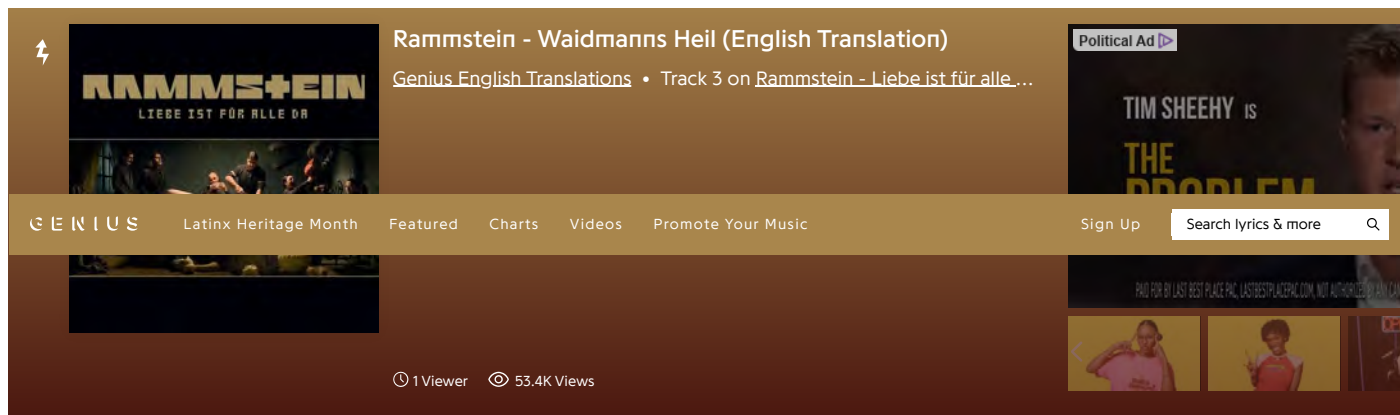 Rammstein - Waidmanns Heil (English Translation)
Genius English Translations • Track 3 on Rammstein - Liebe ist für alle ...
RAMMSTEIN
LIEBE IST FÜR ALLE DA
Political Ad
TIM SHEEHY IS
THE
PROBLEM
GENIUS Latinx Heritage Month Featured Charts Videos Promote Your Music Sign Up Search lyrics & more
PAID FOR BY LAST BEST PLACE PAC, LASTBESTPLACEPAC.COM, NOT AUTHORIZED BY ANY
1 Viewer 53.4K Views